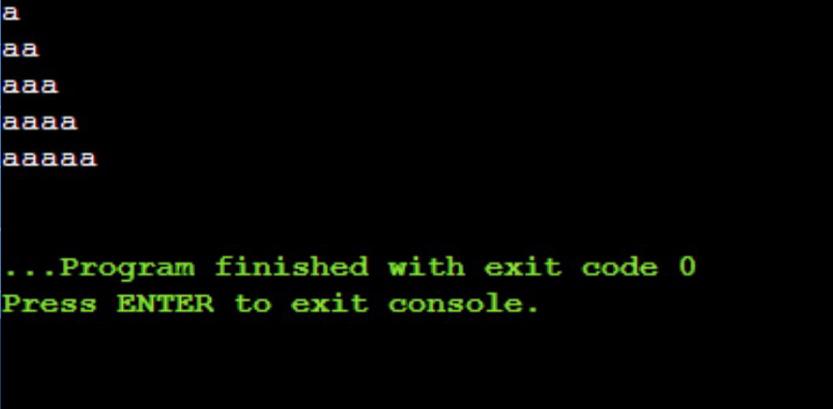 a
aa
aaa
aaaa
aaaaa
...Program finished with exit code 0
Press ENTER to exit console.